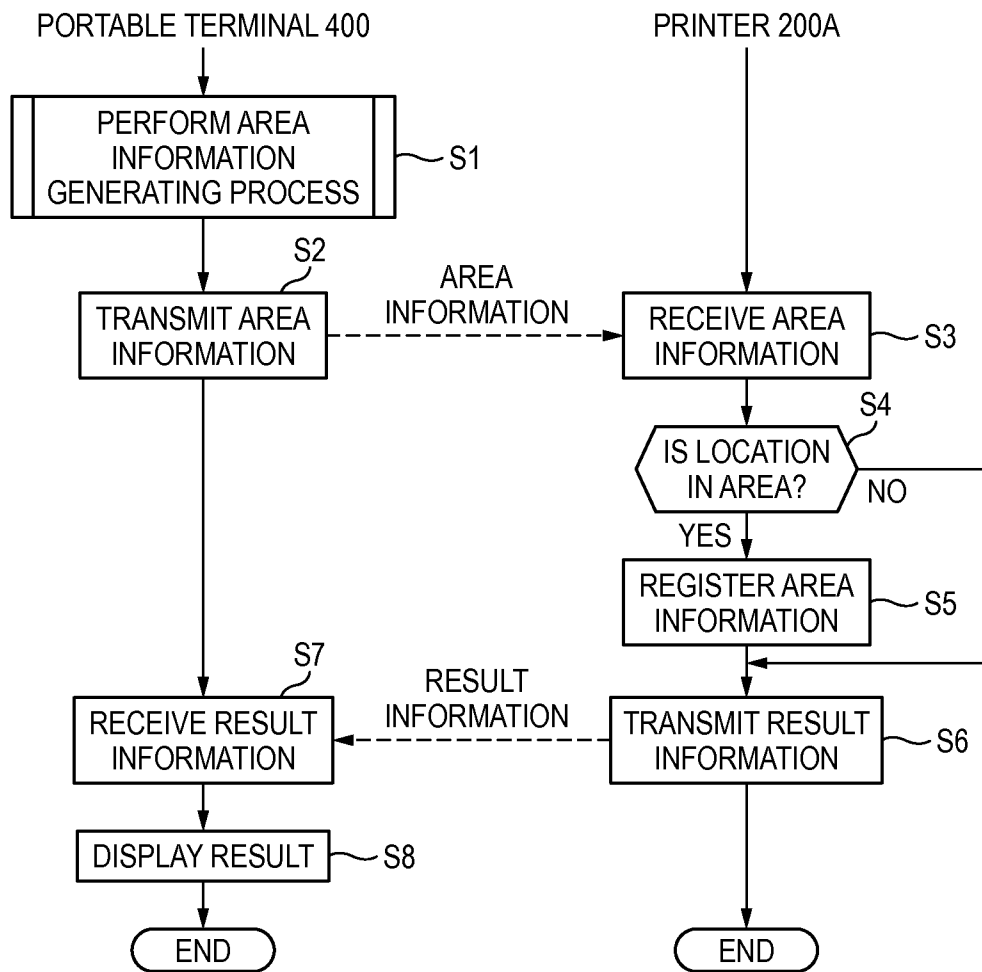 PORTABLE TERMINAL 400
PRINTER 200A
PERFORM AREA
INFORMATION
GENERATING PROCESS
S1
S2
TRANSMIT AREA
INFORMATION
AREA
INFORMATION
RECEIVE AREA
INFORMATION
S3
S4
IS LOCATION
IN AREA?
NO
YES
REGISTER AREA
INFORMATION
S5
S7
RECEIVE RESULT
INFORMATION
RESULT
INFORMATION
TRANSMIT RESULT
INFORMATION
S6
DISPLAY RESULT
S8
END
END